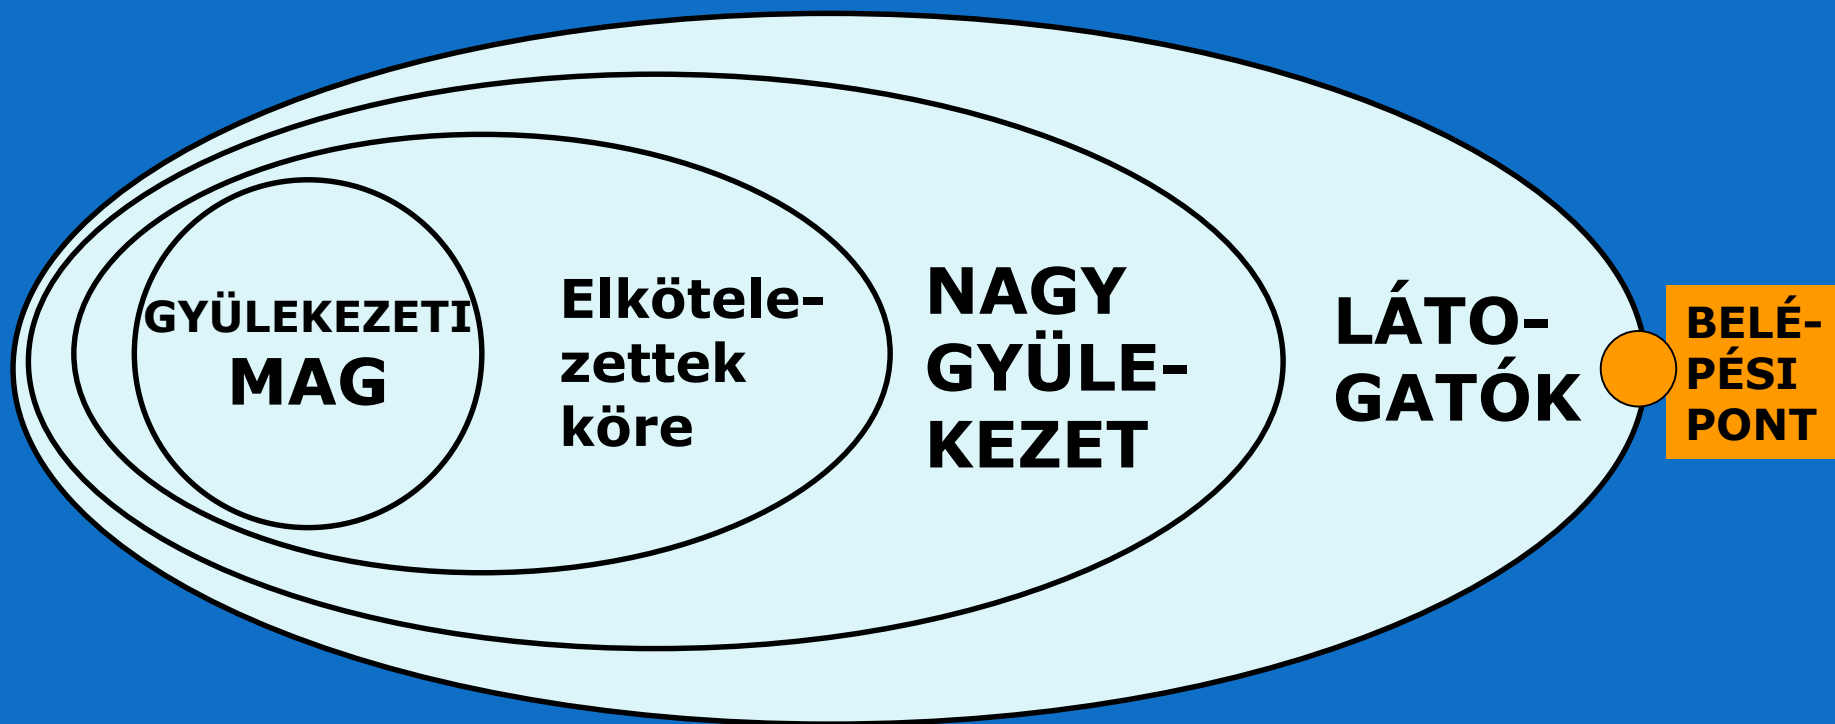 GYÜLEKEZETI
MAG
Elkötele-
zettek
köre
NAGY
GYÜLE-
KEZET
LÁTO-
GATÓK
BELÉ-
PÉSI
PONT